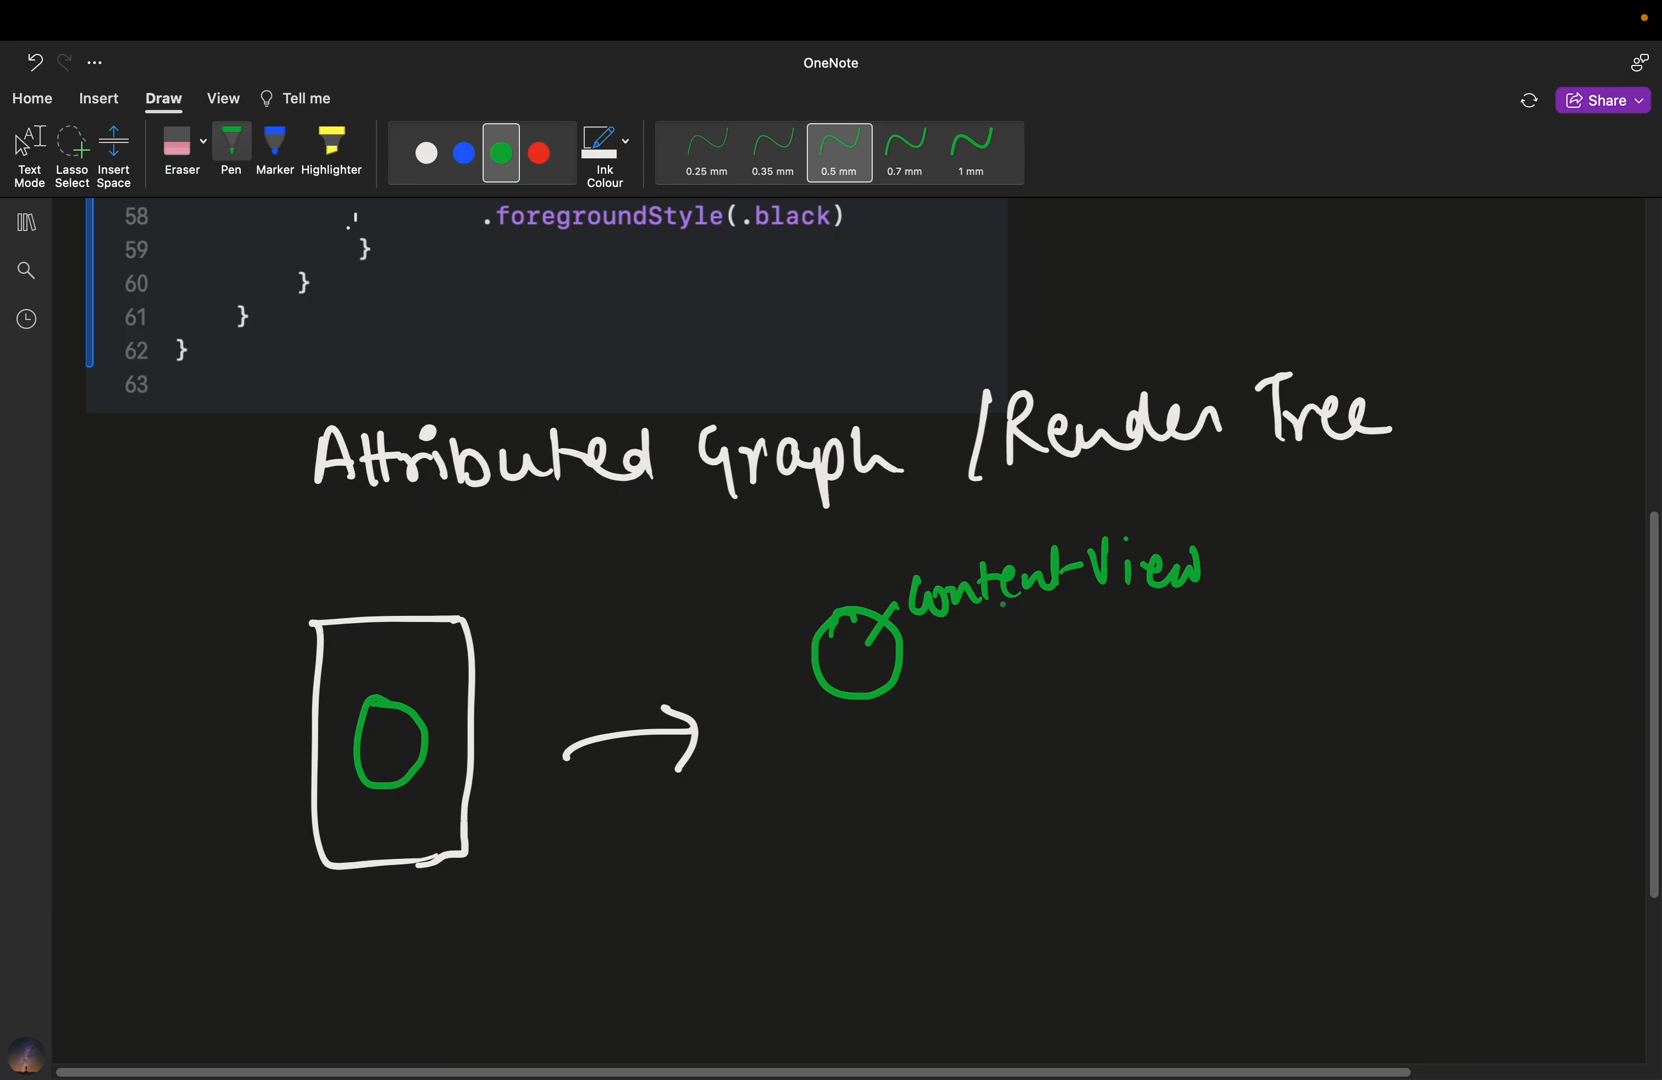 OneNote
Home Insert Draw View Tell me
Share
Text Mode
Lasso Select
Insert Space
Eraser
Pen
Marker
Highlighter
Ink Colour
0.25 mm
0.35 mm
0.5 mm
0.7 mm
1 mm
58 .foregroundStyle(.black)
59 }
60 }
61 }
62 }
63
Attributed Graph / Render Tree
Content-View